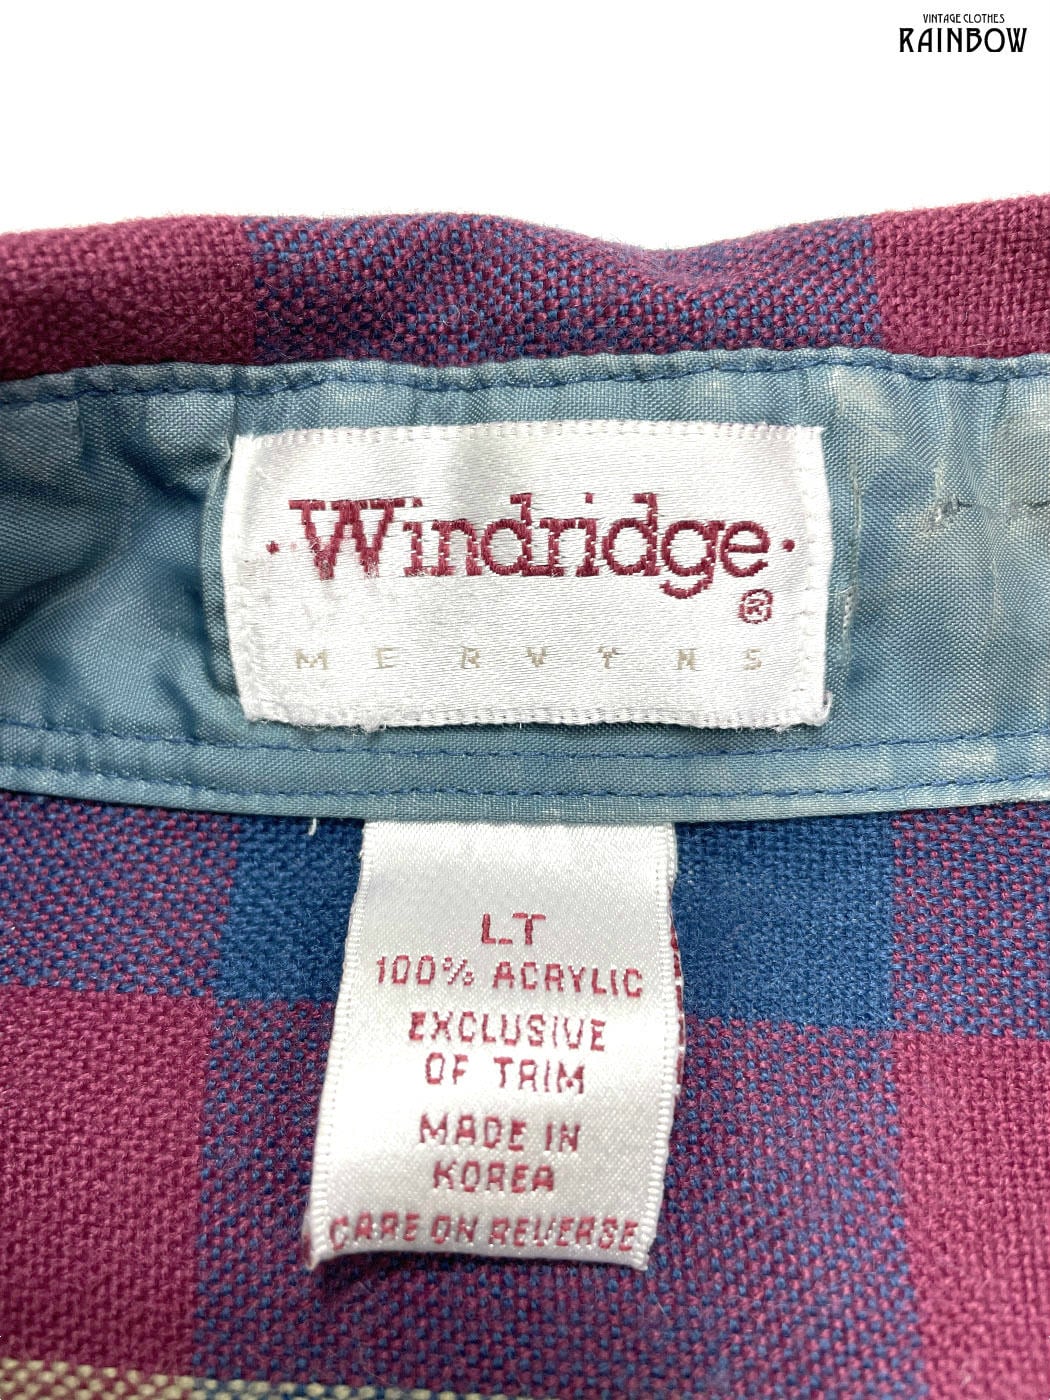 VINTAGE CLOTHES
RAINBOW
·Windridge·
®
MERVYNS
LT
100% ACRYLIC
EXCLUSIVE
OF TRIM
MADE IN
KOREA
CARE ON REVERSE